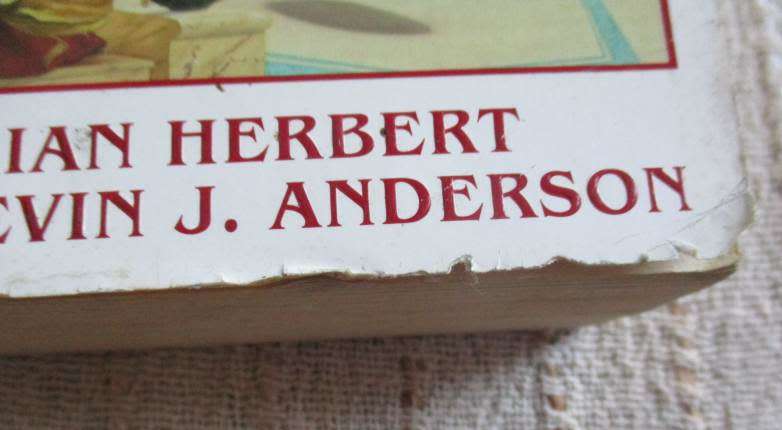 IAN HERBERT
EVIN J. ANDERSON